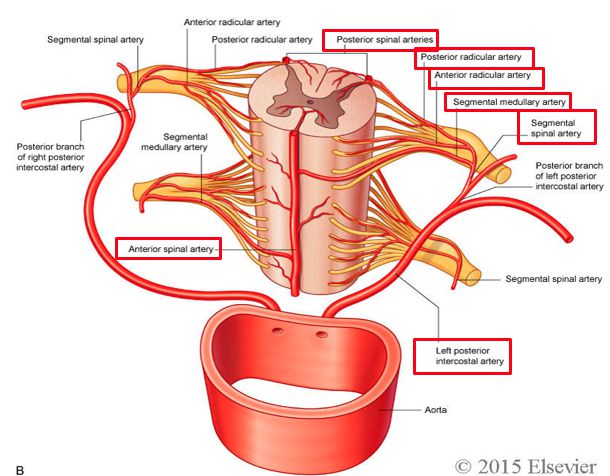 Anterior radicular artery
Segmental spinal artery
Posterior radicular artery
Posterior spinal arteries
Posterior radicular artery
Anterior radicular artery
Segmental medullary artery
Segmental
spinal artery
Posterior branch
of right posterior
intercostal artery
Segmental
medullary artery
Posterior branch
of left posterior
intercostal artery
Anterior spinal artery
Segmental spinal artery
Left posterior
intercostal artery
Aorta
B
© 2015 Elsevier